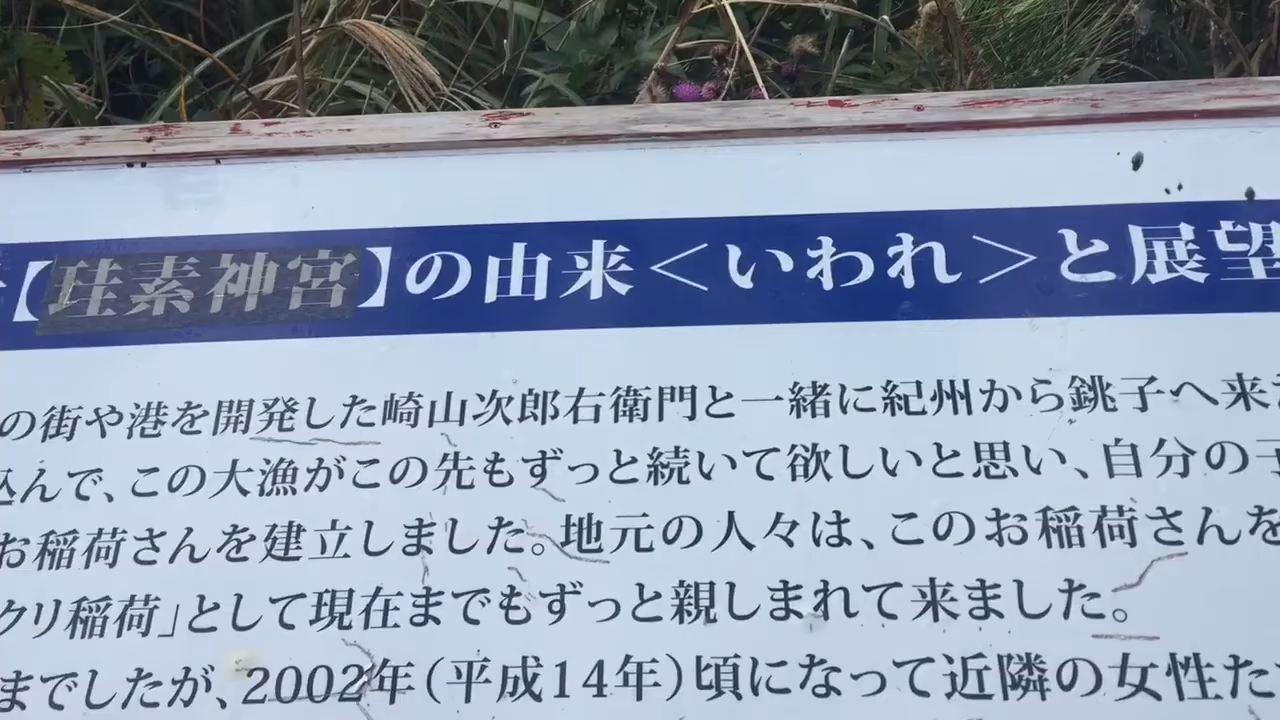 【珪素神宮】の由来＜いわれ＞と展望
の街や港を開発した崎山次郎右衛門と一緒に紀州から銚子へ来
込んで、この大漁がこの先もずっと続いて欲しいと思い、自分の子
お稲荷さんを建立しました。地元の人々は、このお稲荷さんを
クリ稲荷」として現在までもずっと親しまれて来ました。
までしたが、2002年（平成14年）頃になって近隣の女性た